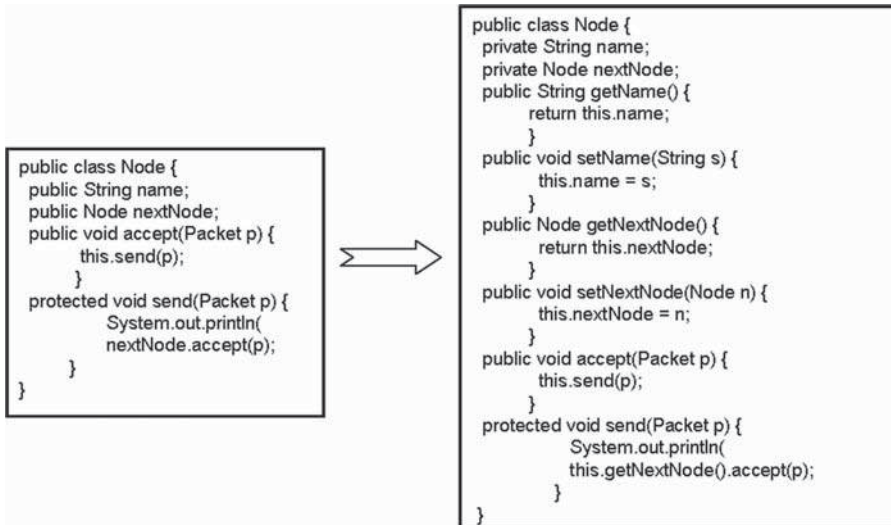 public class Node {
public String name;
public Node nextNode;
public void accept(Packet p) {
this.send(p);
}
protected void send(Packet p) {
System.out.println(
nextNode.accept(p);
}
}
public class Node {
private String name;
private Node nextNode;
public String getName() {
return this.name;
}
public void setName(String s) {
this.name = s;
}
public Node getNextNode() {
return this.nextNode;
}
public void setNextNode(Node n) {
this.nextNode = n;
}
public void accept(Packet p) {
this.send(p);
}
protected void send(Packet p) {
System.out.println(
this.getNextNode().accept(p);
}
}